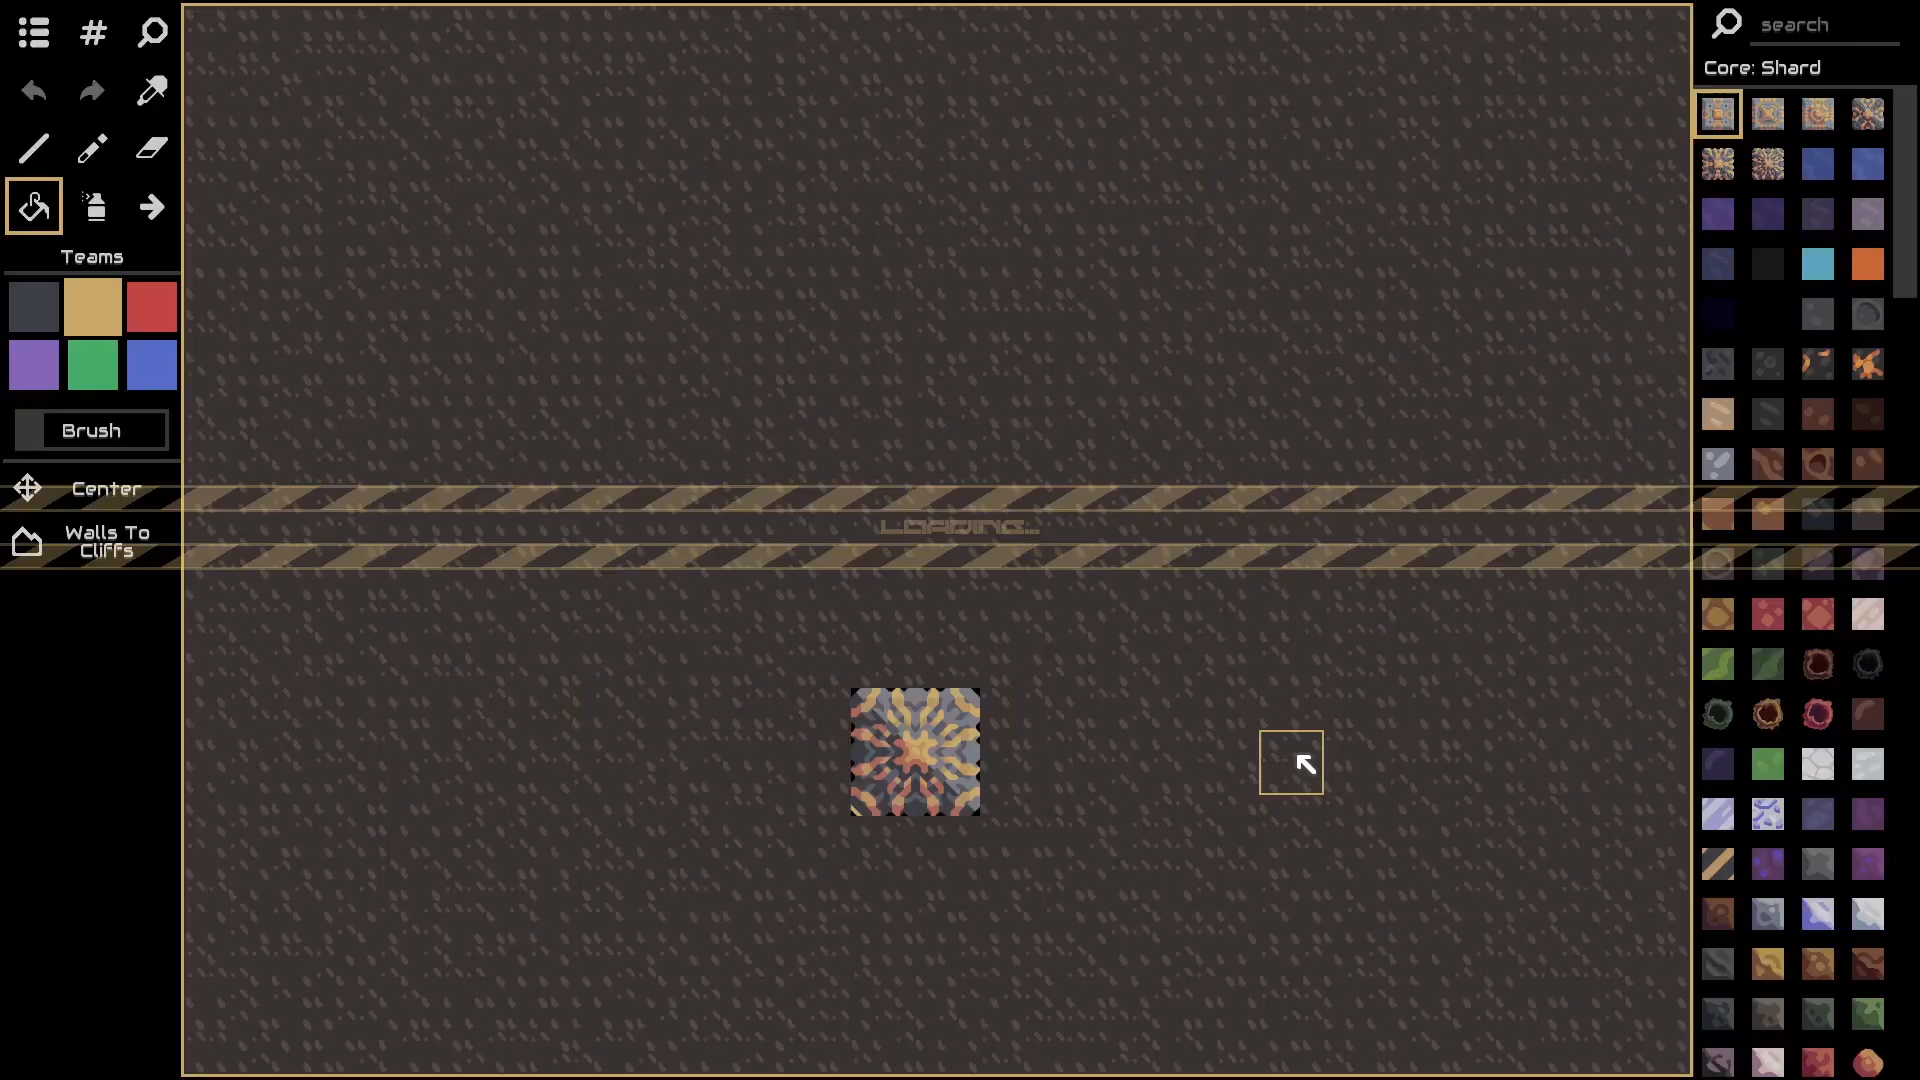 search
Core: Shard
Teams
Brush
Center
Walls To
Cliffs
LOADING...